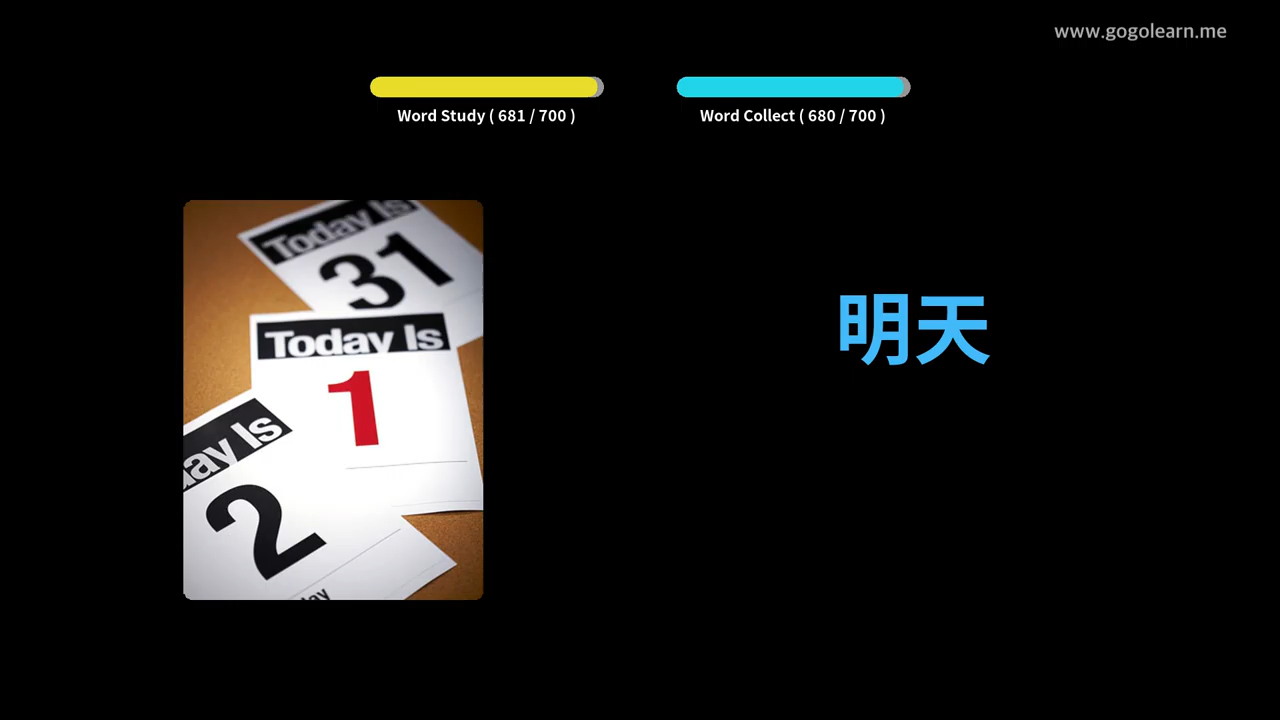 www.gogolearn.me
Word Study ( 681 / 700 )
Word Collect ( 680 / 700 )
Today Is
31
Today Is
1
明天
ay Is
2